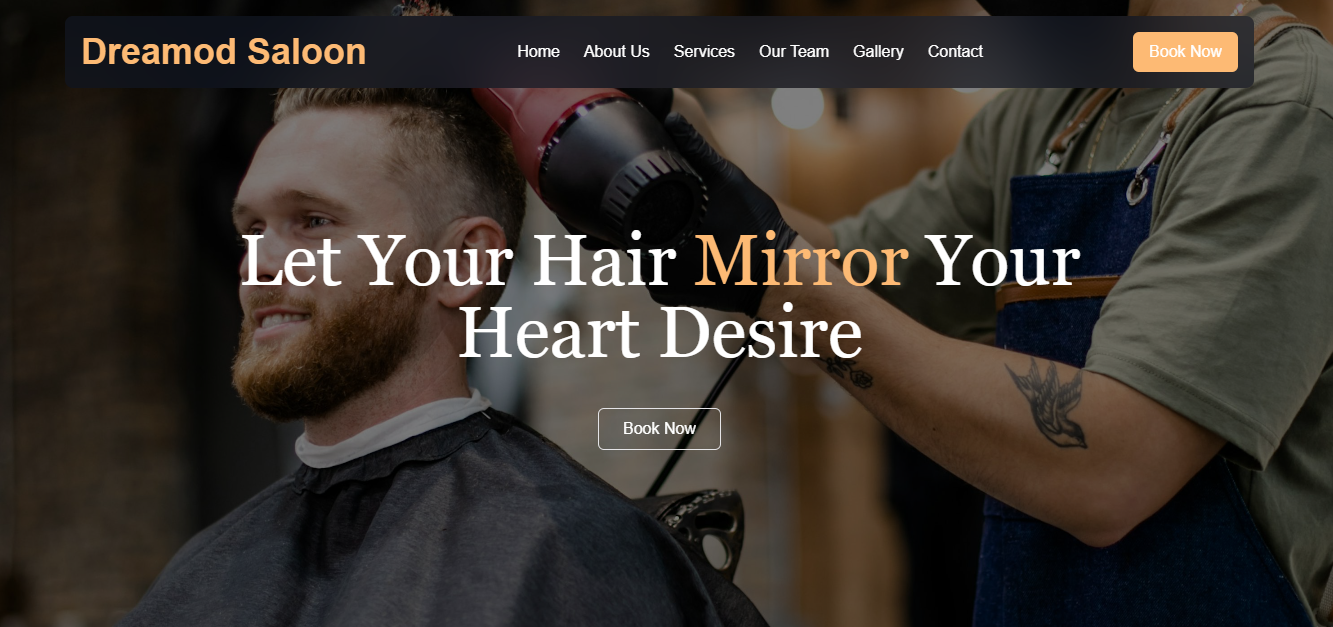 Dreamod Saloon
Home About Us Services Our Team Gallery Contact
Book Now
Let Your Hair Mirror Your
Heart Desire
Book Now